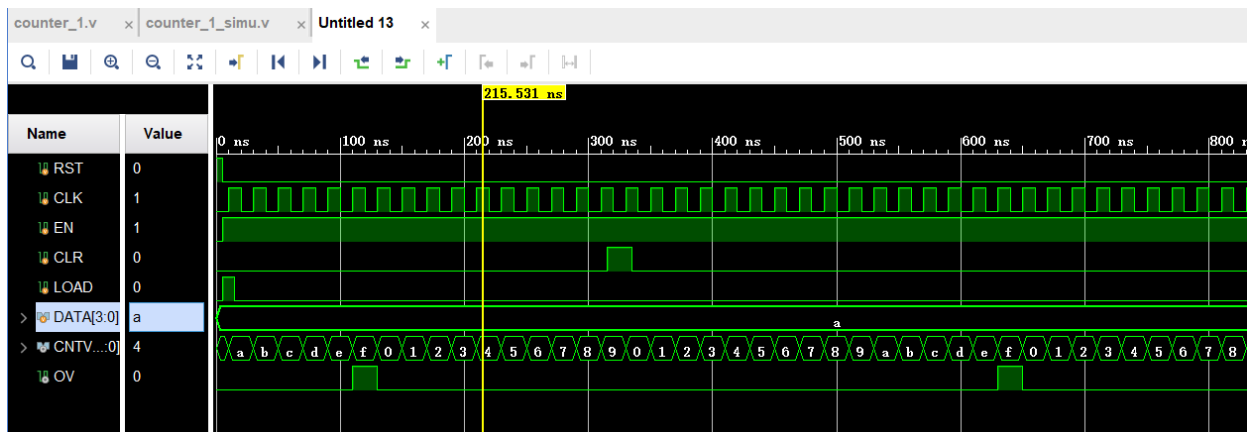 counter_1.v × counter_1_simu.v × Untitled 13 ×
215.531 ns
Name Value 0 ns 100 ns 200 ns 300 ns 400 ns 500 ns 600 ns 700 ns 800 n
RST 0
CLK 1
EN 1
CLR 0
LOAD 0
DATA[3:0] a a
CNTV...:0] 4 a b c d e f 0 1 2 3 4 5 6 7 8 9 0 1 2 3 4 5 6 7 8 9 a b c d e f 0 1 2 3 4 5 6 7 8
OV 0